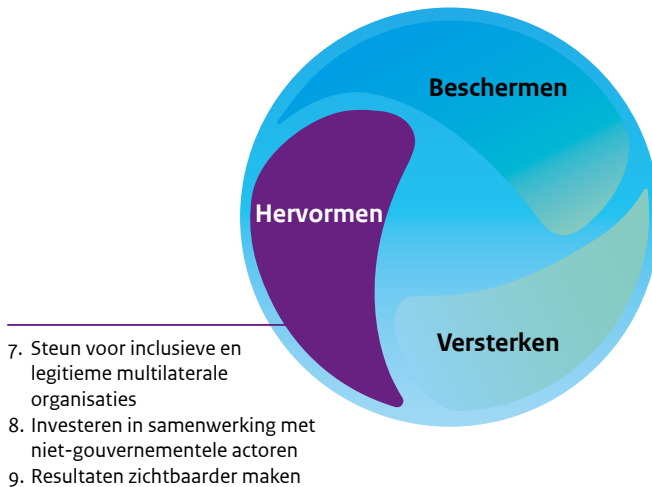 Beschermen
Hervormen
Versterken
7. Steun voor inclusieve en
legitieme multilaterale
organisaties
8. Investeren in samenwerking met
niet-gouvernementele actoren
9. Resultaten zichtbaarder maken